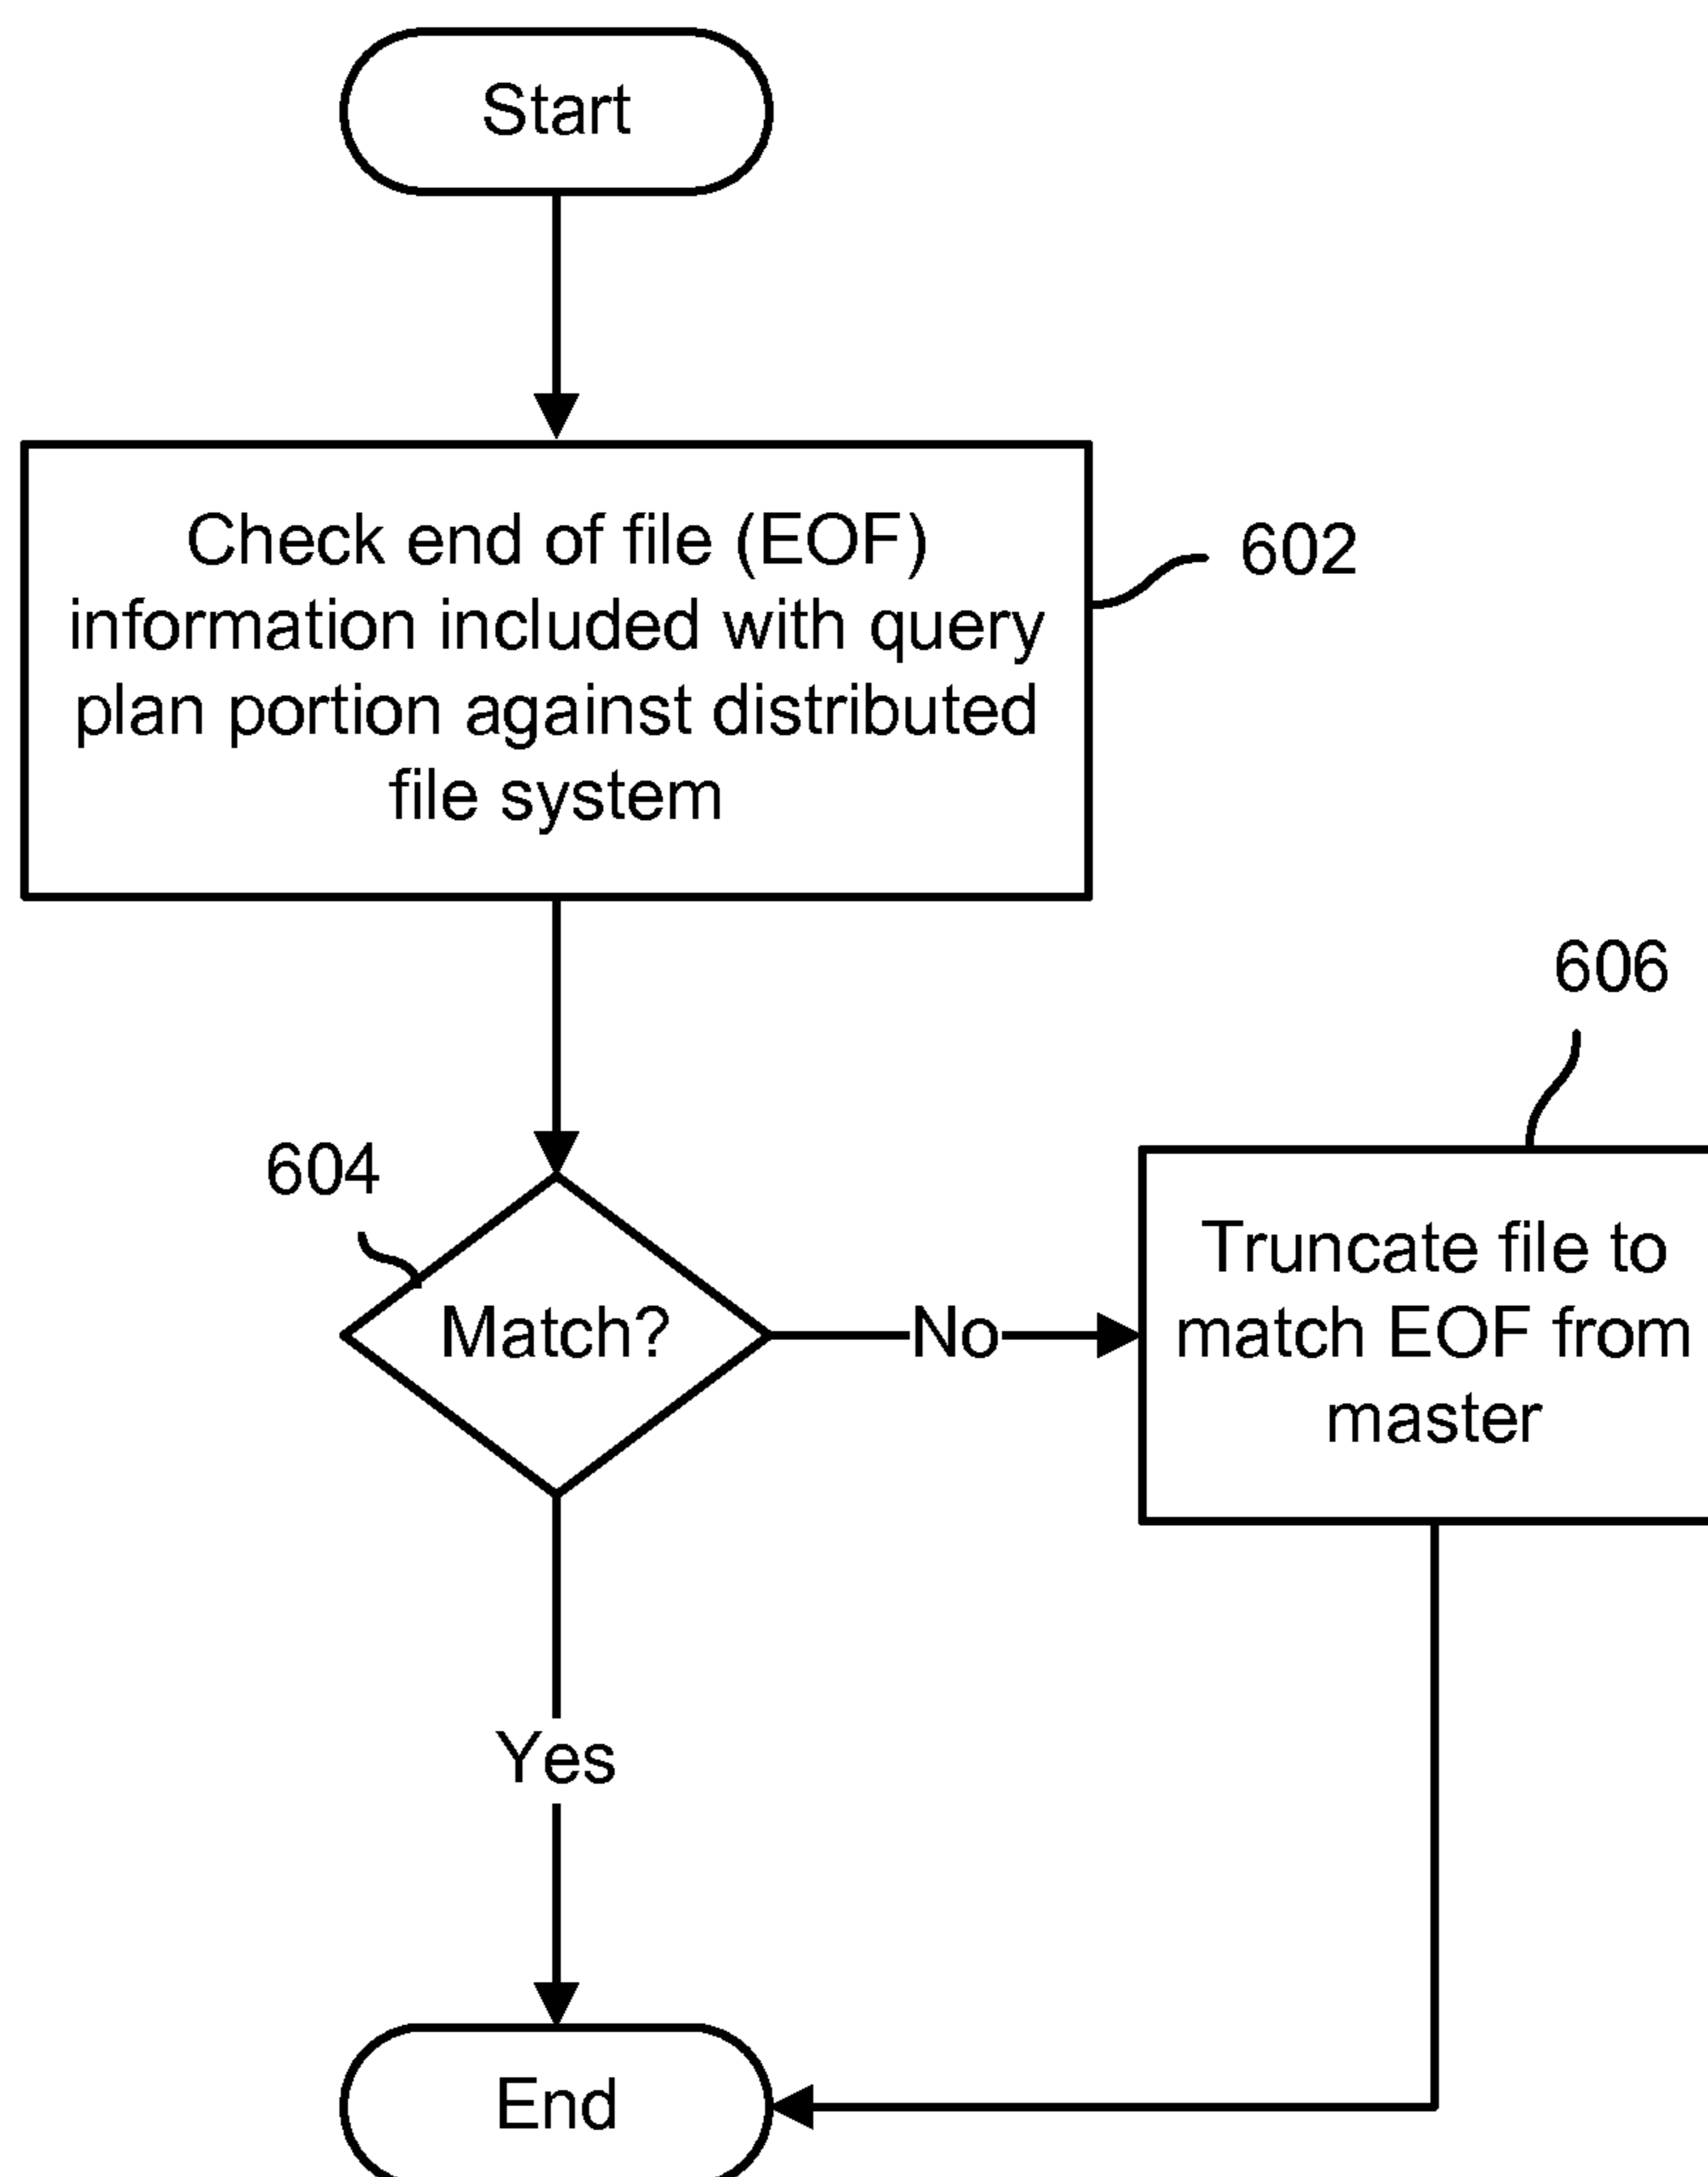 Start
Check end of file (EOF)
information included with query
plan portion against distributed
file system
602
606
604
Match?
No
Truncate file to
match EOF from
master
Yes
End